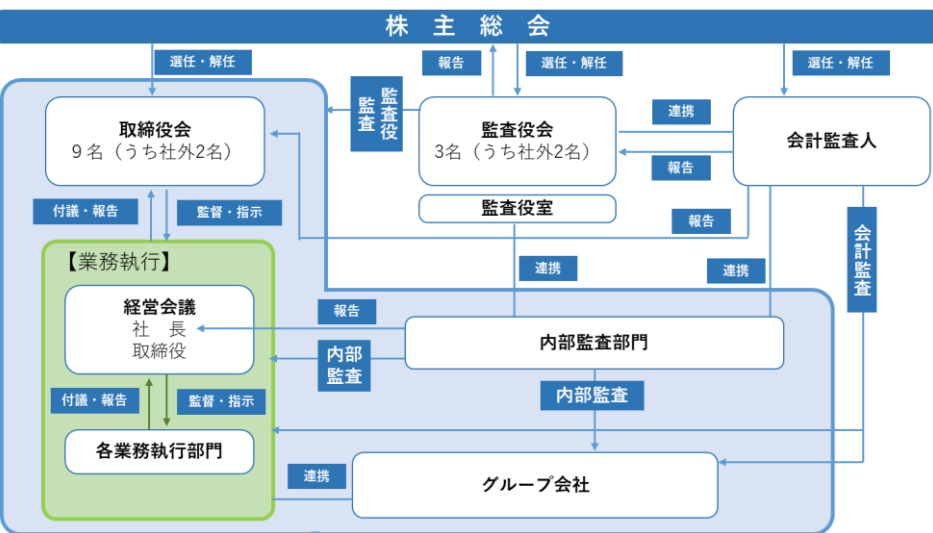 株主総会
選任・解任
報告
選任・解任
選任・解任
取締役会
9名（うち社外2名）
監査役
監査
監査役会
3名（うち社外2名）
連携
報告
会計監査人
監査役室
付議・報告
監督・指示
報告
会計監査
【業務執行】
連携
連携
経営会議
社　長
取締役
報告
内部
監査
内部監査部門
付議・報告
監督・指示
内部監査
各業務執行部門
連携
グループ会社